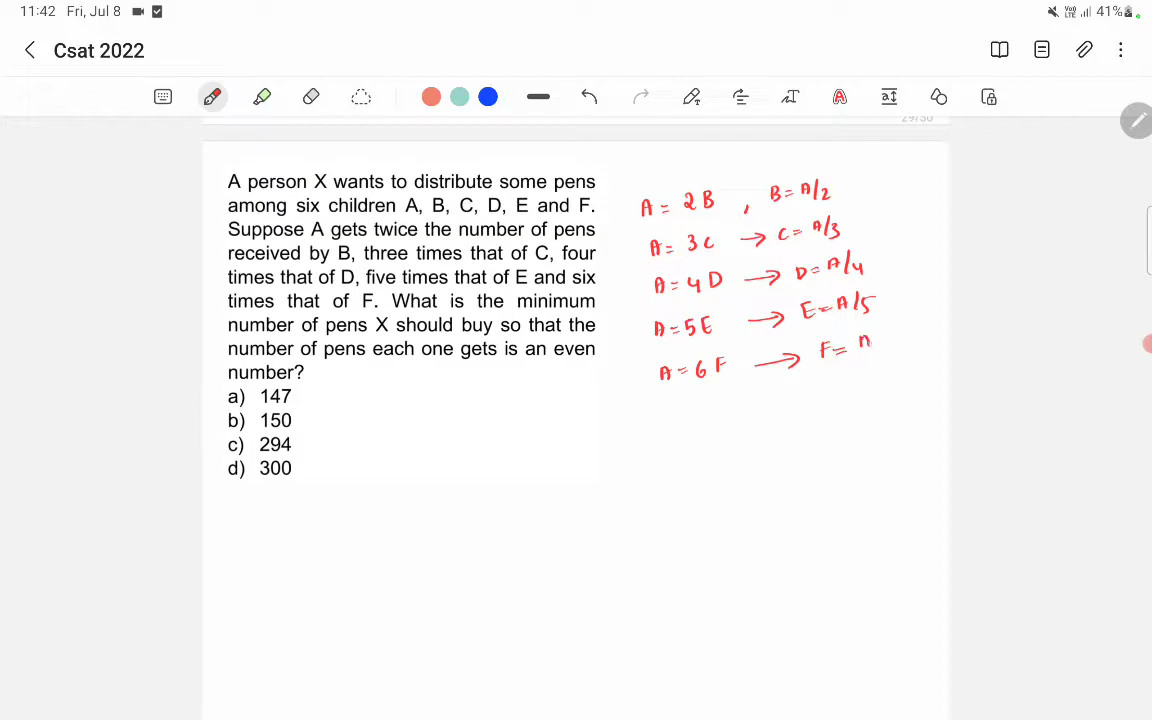 11:42 Fri, Jul 8 41%
Csat 2022
29/30
A person X wants to distribute some pens
among six children A, B, C, D, E and F.
Suppose A gets twice the number of pens
received by B, three times that of C, four
times that of D, five times that of E and six
times that of F. What is the minimum
number of pens X should buy so that the
number of pens each one gets is an even
number?
a) 147
b) 150
c) 294
d) 300
A = 2B , B = A/2
A = 3C → C = A/3
A = 4D → D = A/4
A = 5E → E = A/5
A = 6F → F =